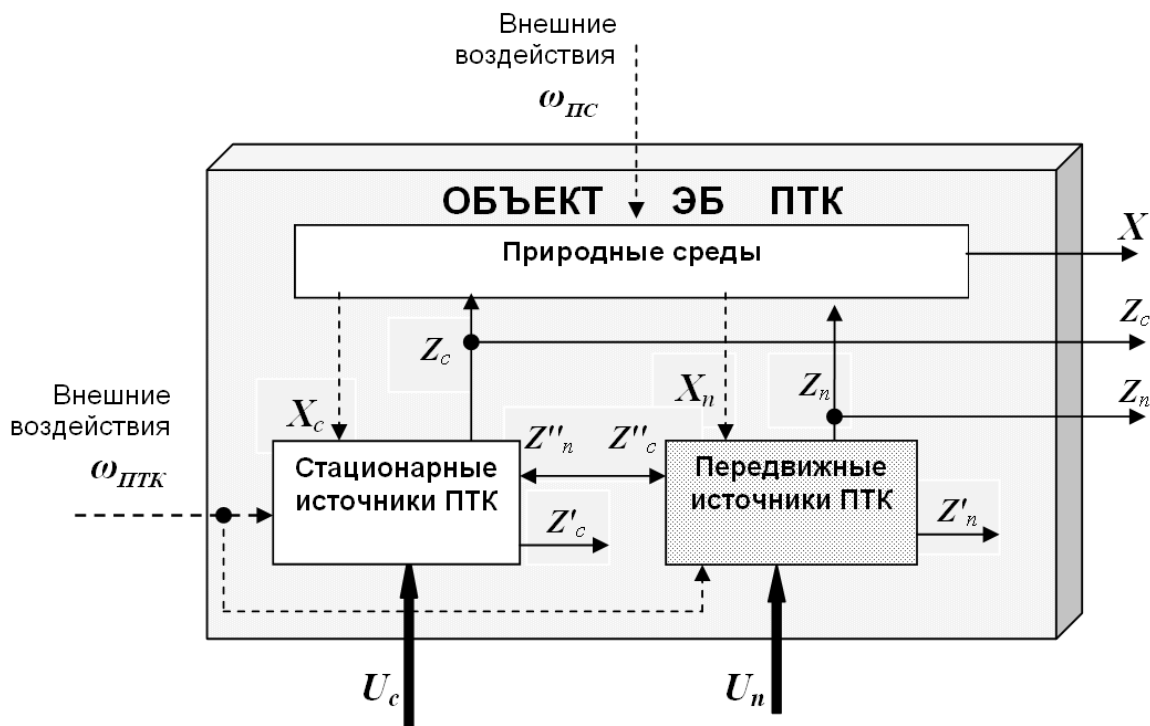 Внешние
воздействия
ω_ПС
ОБЪЕКТ ЭБ ПТК
Природные среды
X
Z_c
Z_c
Z_n
Z_n
X_c
X_n
Внешние
воздействия
ω_ПТК
Z''_n Z''_c
Стационарные
источники ПТК
Передвижные
источники ПТК
Z'_c
Z'_n
U_c
U_n